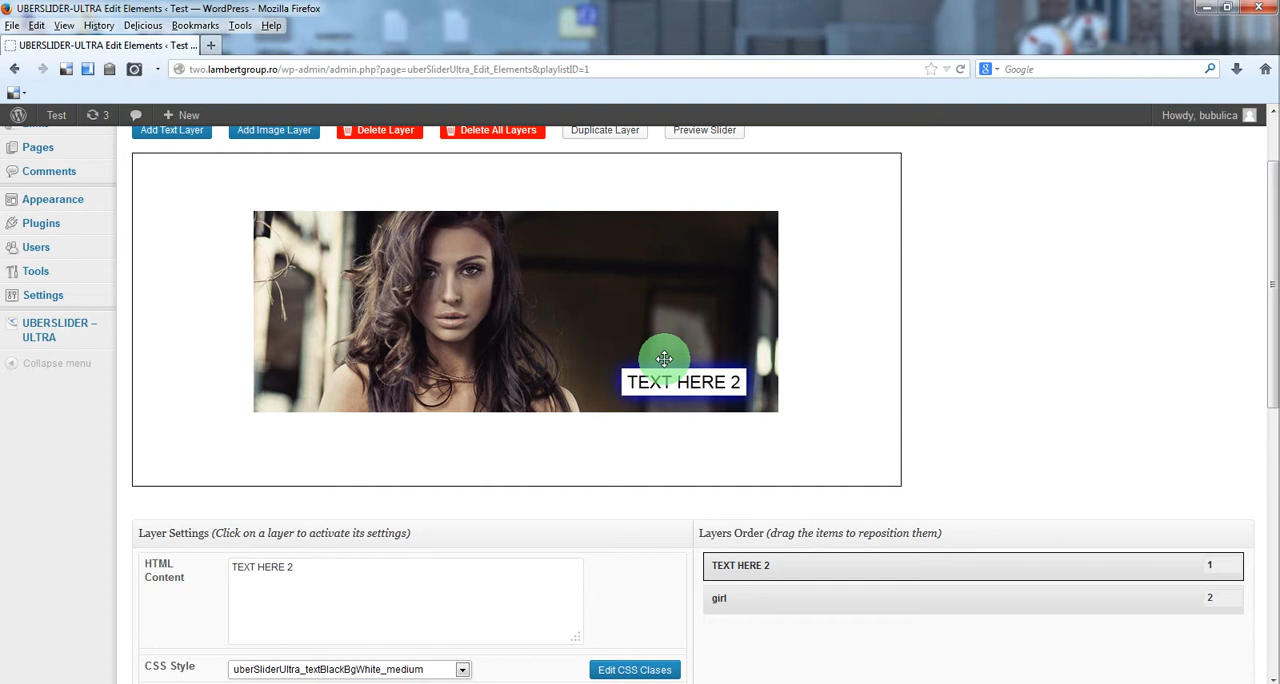 UBERSLIDER-ULTRA Edit Elements ‹ Test — WordPress - Mozilla Firefox
File Edit View History Delicious Bookmarks Tools Help
UBERSLIDER-ULTRA Edit Elements ‹ Test ... +
two.lambertgroup.ro/wp-admin/admin.php?page=uberSliderUltra_Edit_Elements&playlistID=1
Google
Test 3 + New Howdy, bubulica
Add Text Layer Add Image Layer Delete Layer Delete All Layers Duplicate Layer Preview Slider
Pages
Comments
Appearance
Plugins
Users
Tools
Settings
UBERSLIDER –
ULTRA
Collapse menu
TEXT HERE 2
Layer Settings (Click on a layer to activate its settings)
Layers Order (drag the items to reposition them)
HTML
Content
TEXT HERE 2
TEXT HERE 2 1
girl 2
CSS Style
uberSliderUltra_textBlackBgWhite_medium
Edit CSS Clases